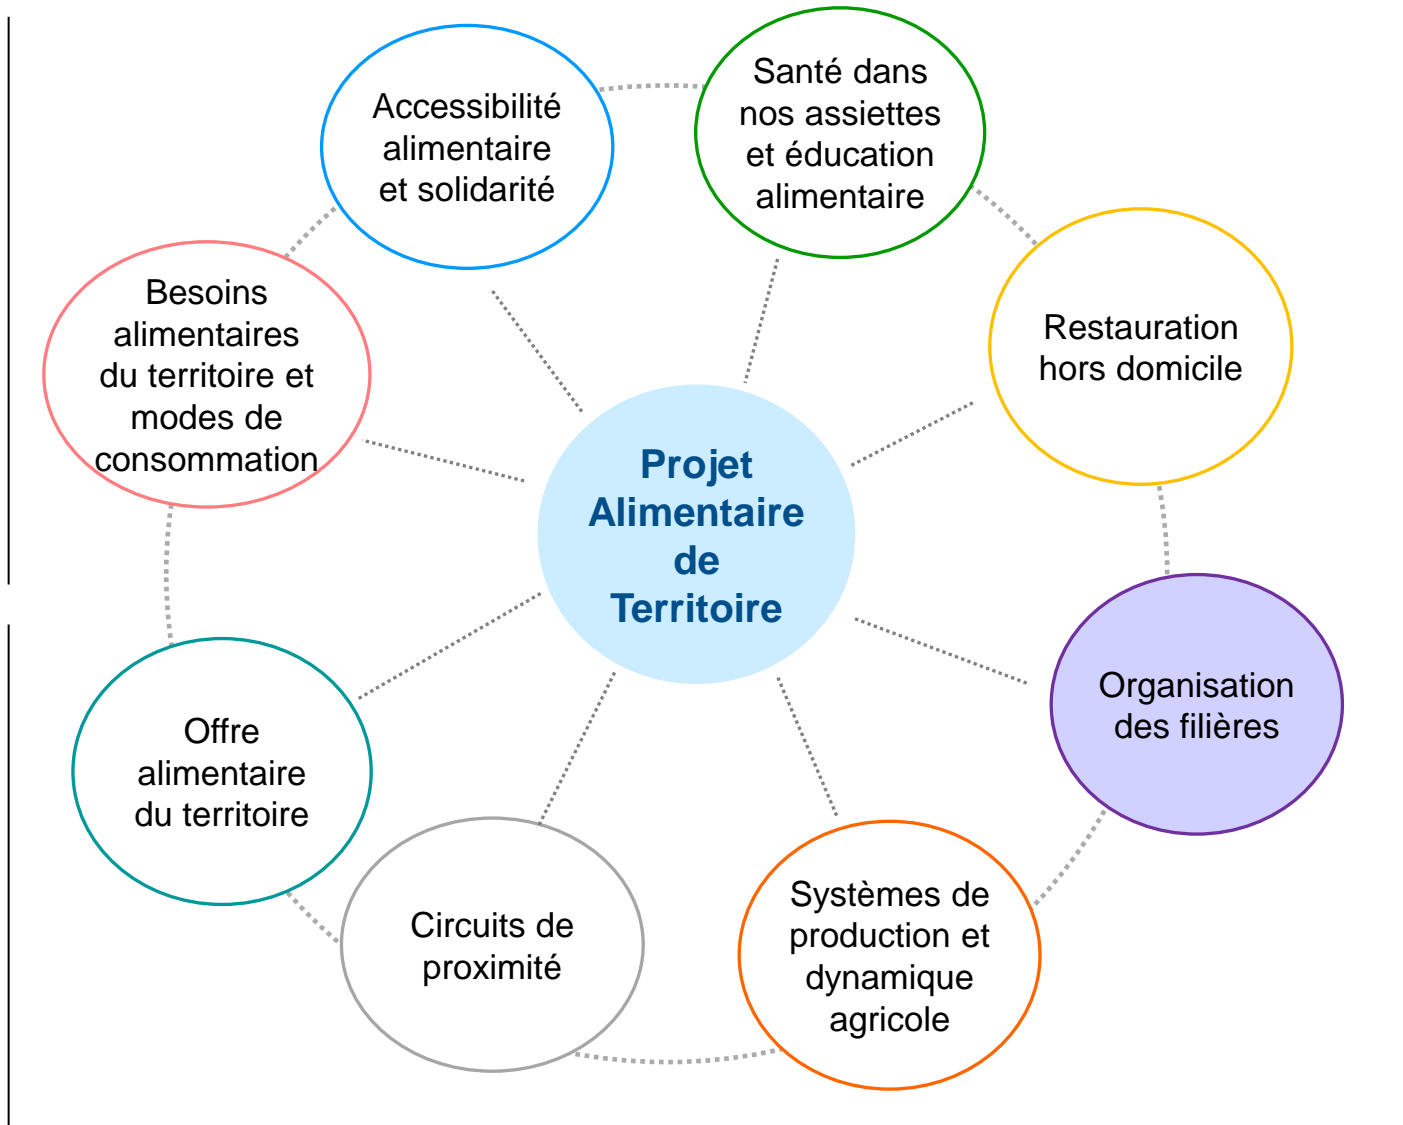 Accessibilité
alimentaire
et solidarité
Santé dans
nos assiettes
et éducation
alimentaire
Restauration
hors domicile
Organisation
des filières
Systèmes de
production et
dynamique
agricole
Circuits de
proximité
Offre
alimentaire
du territoire
Besoins
alimentaires
du territoire et
modes de
consommation
Projet
Alimentaire
de
Territoire